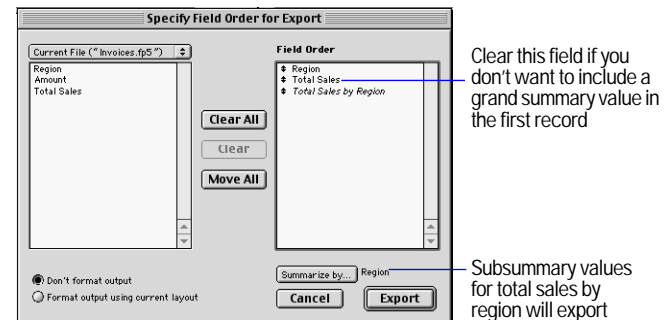 Specify Field Order for Export
Current File ("Invoices.fp5")
Region
Amount
Total Sales
Clear All
Clear
Move All
Field Order
Region
Total Sales
Total Sales by Region
Clear this field if you
don't want to include a
grand summary value in
the first record
Don't format output
Format output using current layout
Summarize by... Region
Cancel
Export
Subsummary values
for total sales by
region will export